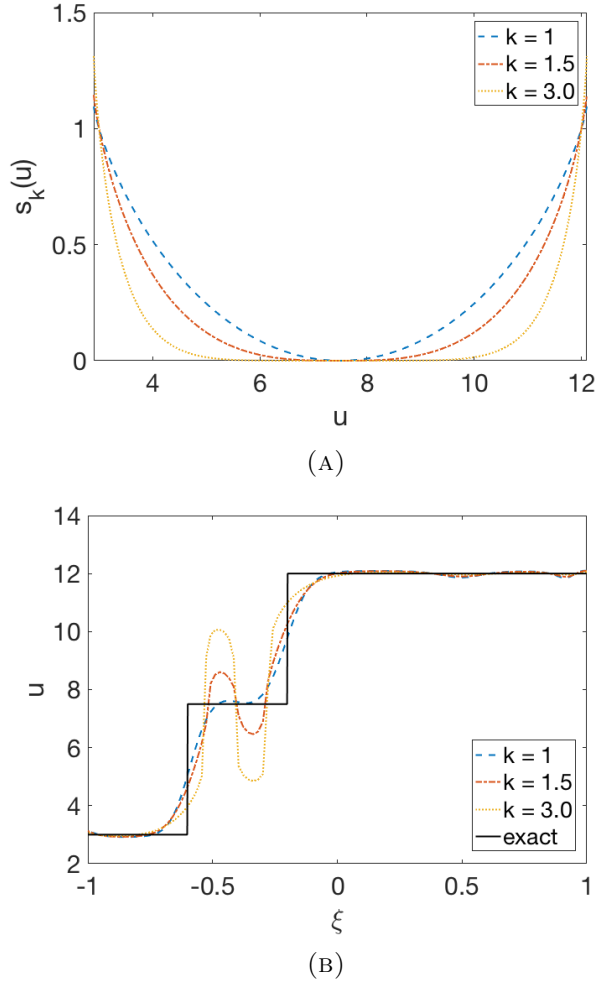 1.5
k = 1
k = 1.5
k = 3.0
1
0.5
0
s_k(u)
4 6 8 10 12
u
(A)
14
12
10
8
6
4
2
u
k = 1
k = 1.5
k = 3.0
exact
-1 -0.5 0 0.5 1
ξ
(B)